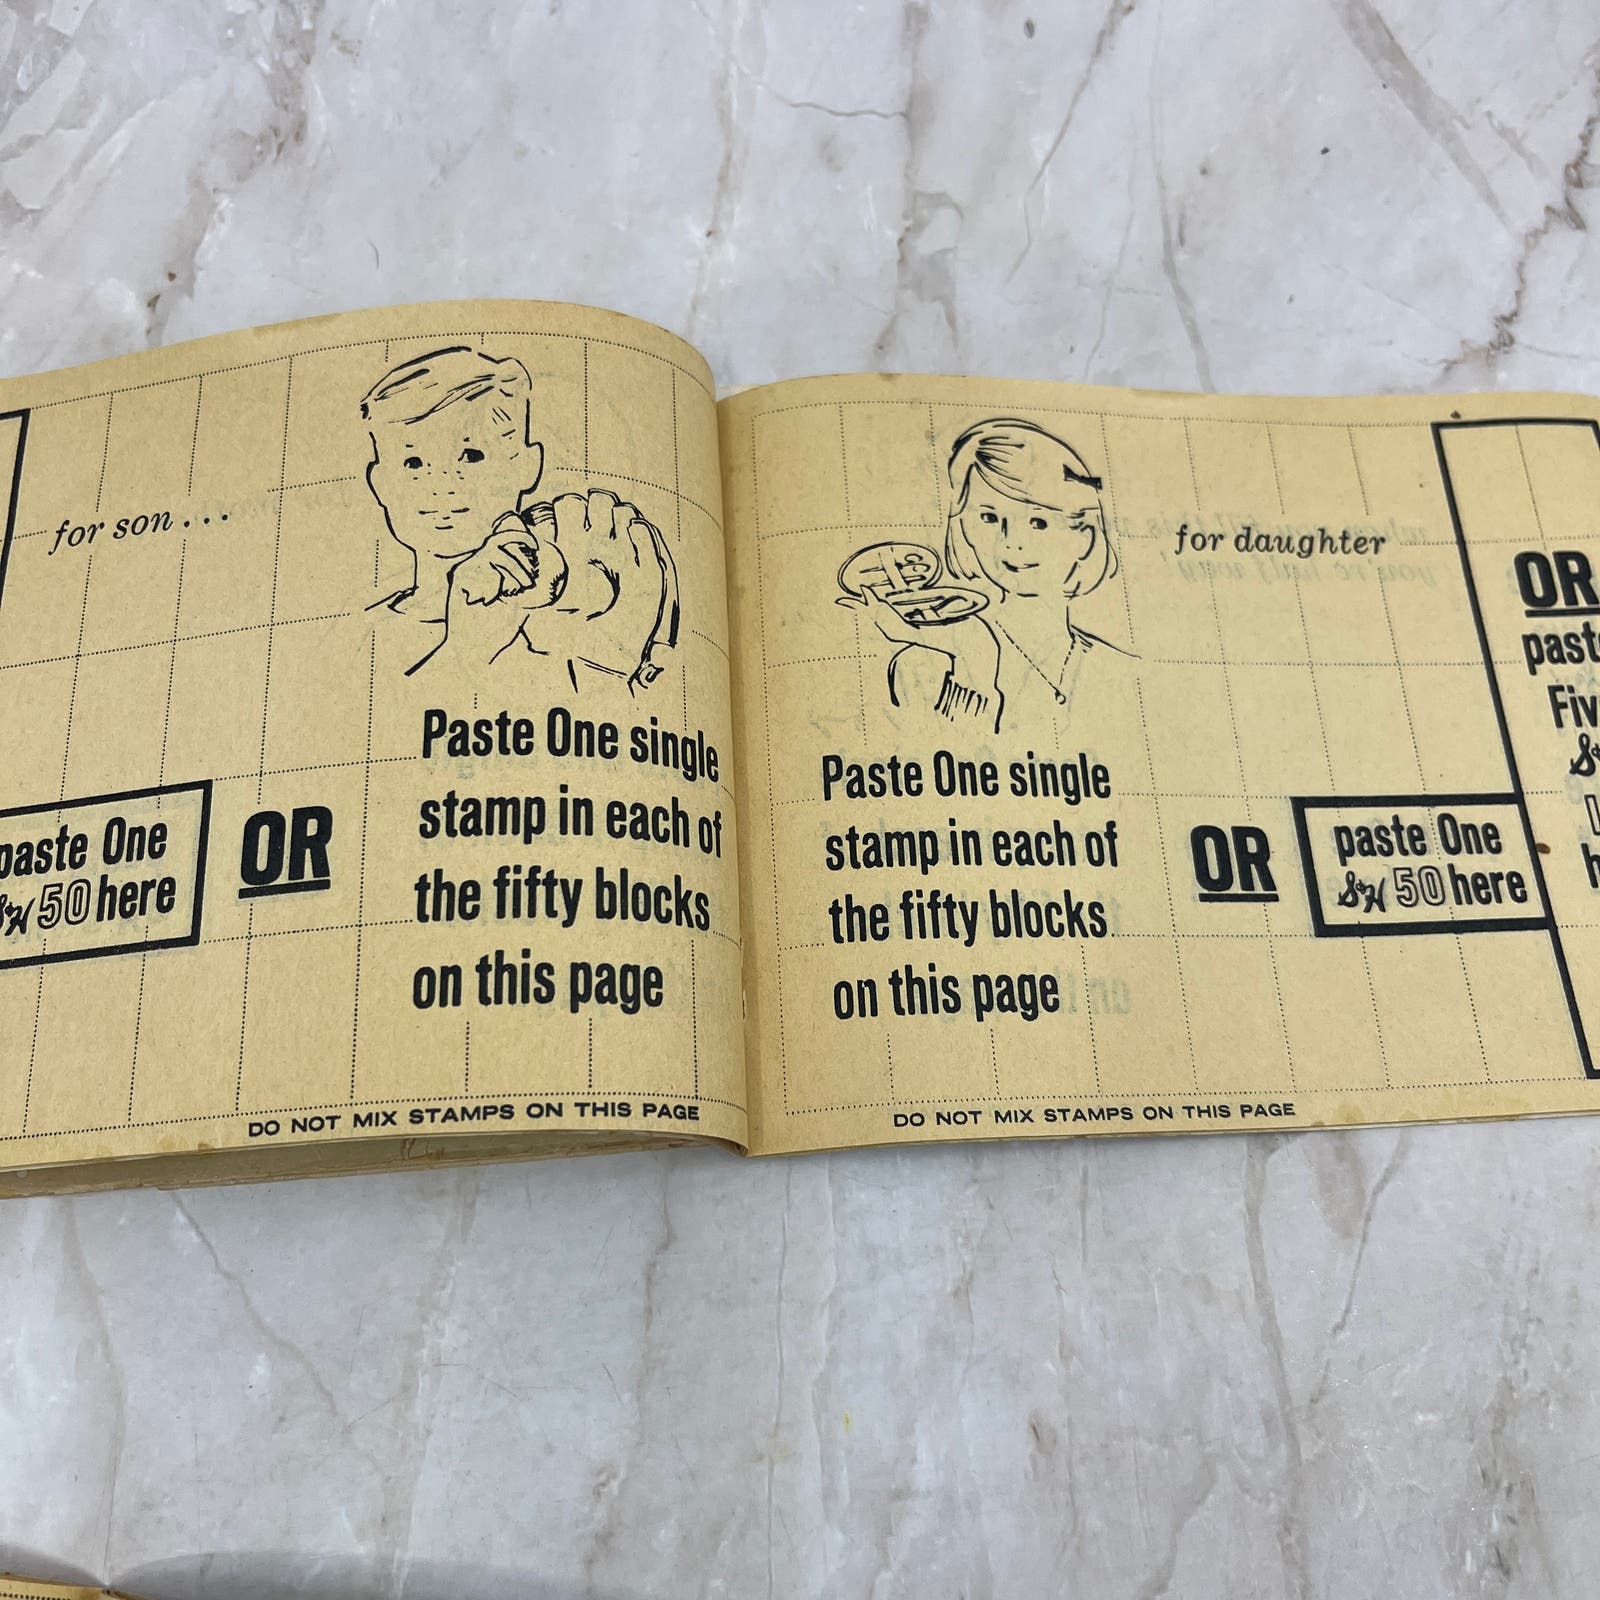 for son . . .
paste One
S&H 50 here
OR
Paste One single
stamp in each of
the fifty blocks
on this page
DO NOT MIX STAMPS ON THIS PAGE
for daughter
Paste One single
stamp in each of
the fifty blocks
on this page
OR
paste One
S&H 50 here
OR
DO NOT MIX STAMPS ON THIS PAGE